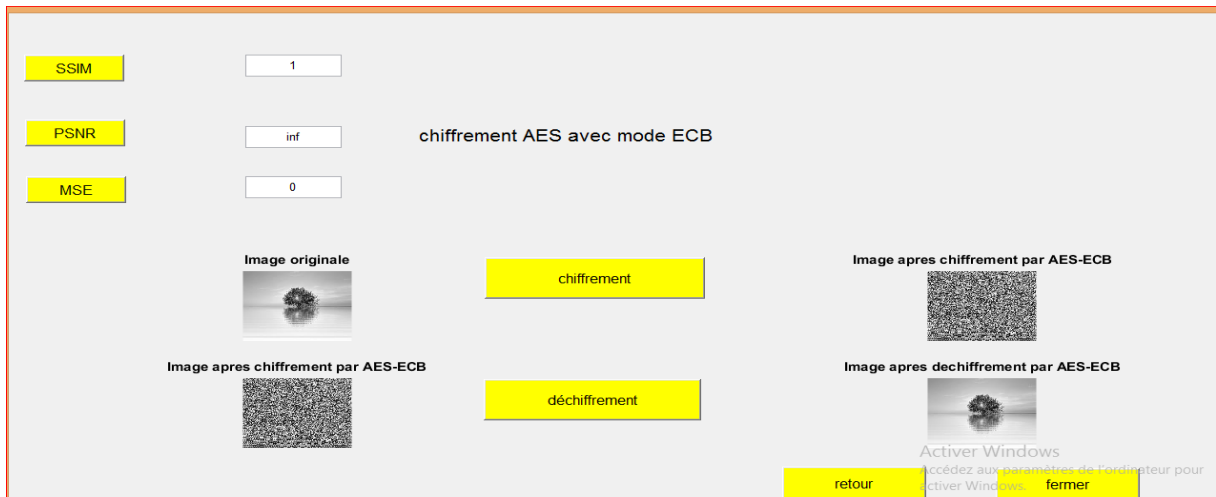 SSIM
1
PSNR
inf
chiffrement AES avec mode ECB
MSE
0
Image originale
chiffrement
Image apres chiffrement par AES-ECB
Image apres chiffrement par AES-ECB
déchiffrement
Image apres dechiffrement par AES-ECB
Activer Windows
Accédez aux paramètres de l'ordinateur pour
activer Windows.
retour
fermer